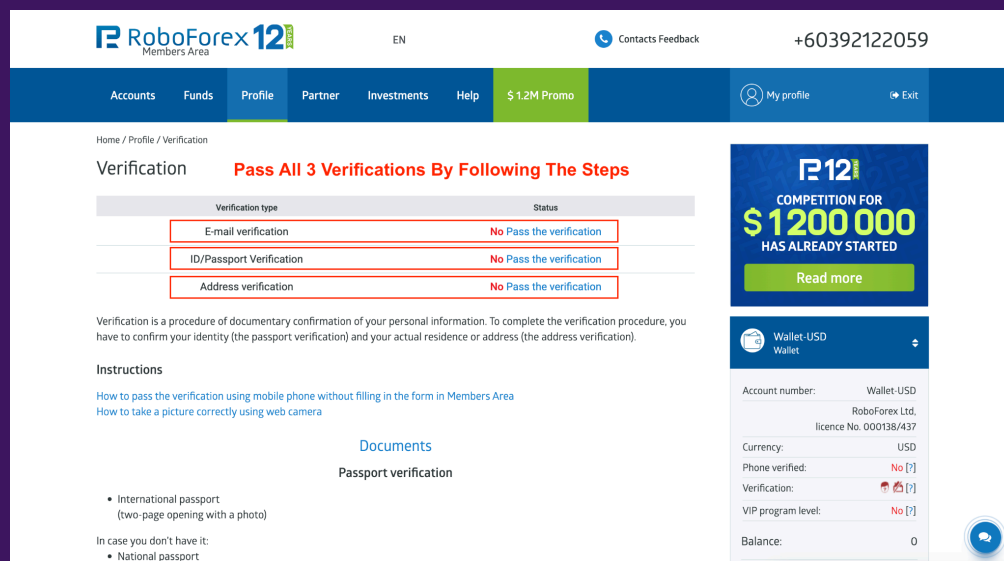 RoboForex 12 YEARS
Members Area
EN
Contacts Feedback
+60392122059
Accounts
Funds
Profile
Partner
Investments
Help
$ 1.2M Promo
My profile
Exit
Home / Profile / Verification
Verification
Pass All 3 Verifications By Following The Steps
Verification type Status
E-mail verification No Pass the verification
ID/Passport Verification No Pass the verification
Address verification No Pass the verification
Verification is a procedure of documentary confirmation of your personal information. To complete the verification procedure, you
have to confirm your identity (the passport verification) and your actual residence or address (the address verification).
Instructions
How to pass the verification using mobile phone without filling in the form in Members Area
How to take a picture correctly using web camera
Documents
Passport verification
• International passport
(two-page opening with a photo)
In case you don't have it:
• National passport
12 YEARS
COMPETITION FOR
$ 1 200 000
HAS ALREADY STARTED
Read more
Wallet-USD
Wallet
Account number: Wallet-USD
RoboForex Ltd,
licence No. 000138/437
Currency: USD
Phone verified: No [?]
Verification: [?]
VIP program level: No [?]
Balance: 0